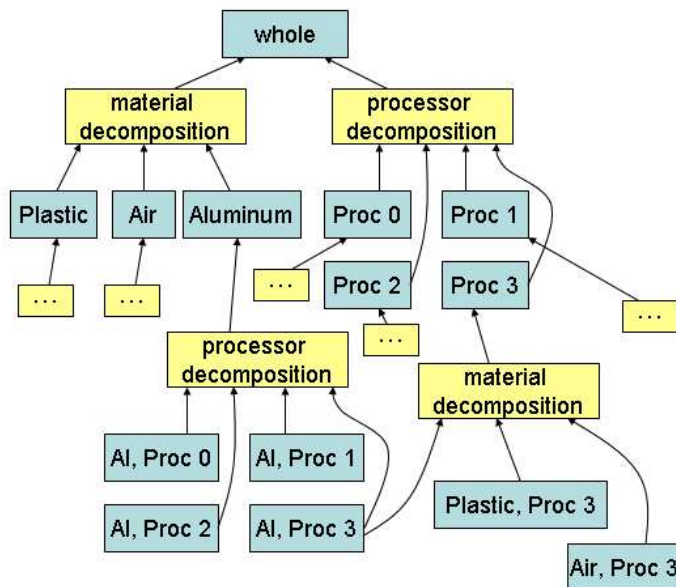 whole
material
decomposition
processor
decomposition
Plastic
Air
Aluminum
Proc 0
Proc 1
...
...
...
Proc 2
Proc 3
...
...
processor
decomposition
material
decomposition
Al, Proc 0
Al, Proc 1
Al, Proc 2
Al, Proc 3
Plastic, Proc 3
Air, Proc 3